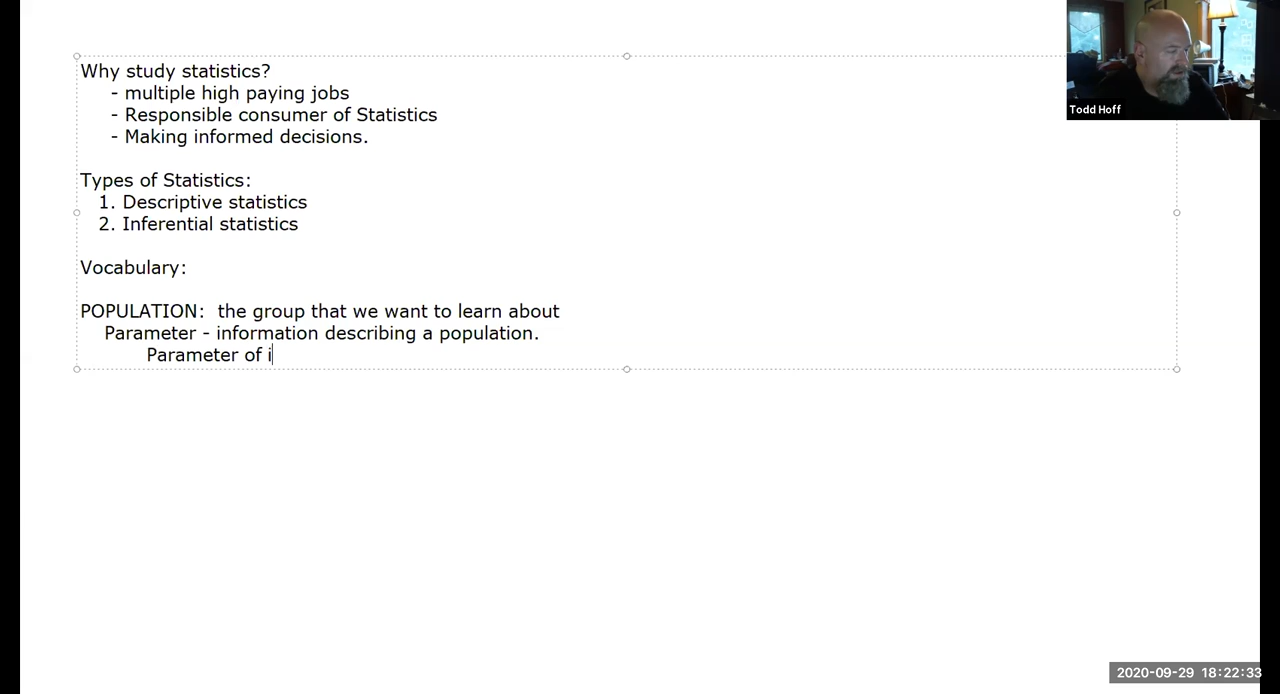 Why study statistics?
- multiple high paying jobs
- Responsible consumer of Statistics
- Making informed decisions.
Types of Statistics:
1. Descriptive statistics
2. Inferential statistics
Vocabulary:
POPULATION: the group that we want to learn about
Parameter - information describing a population.
Parameter of i
Todd Hoff
2020-09-29 18:22:33